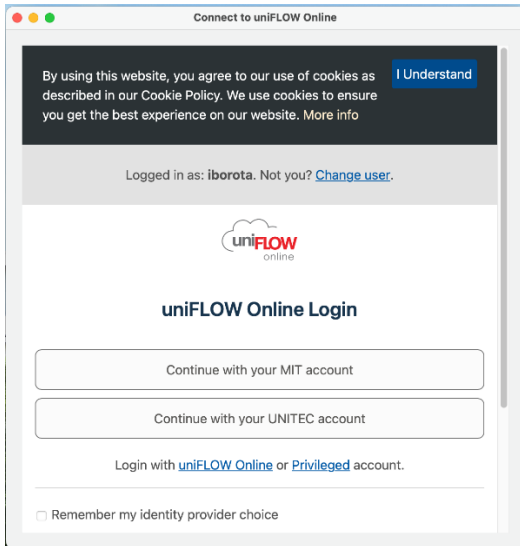 Connect to uniFLOW Online
By using this website, you agree to our use of cookies as
described in our Cookie Policy. We use cookies to ensure
you get the best experience on our website. More info
I Understand
Logged in as: iborota. Not you? Change user.
uniFLOW
online
uniFLOW Online Login
Continue with your MIT account
Continue with your UNITEC account
Login with uniFLOW Online or Privileged account.
Remember my identity provider choice